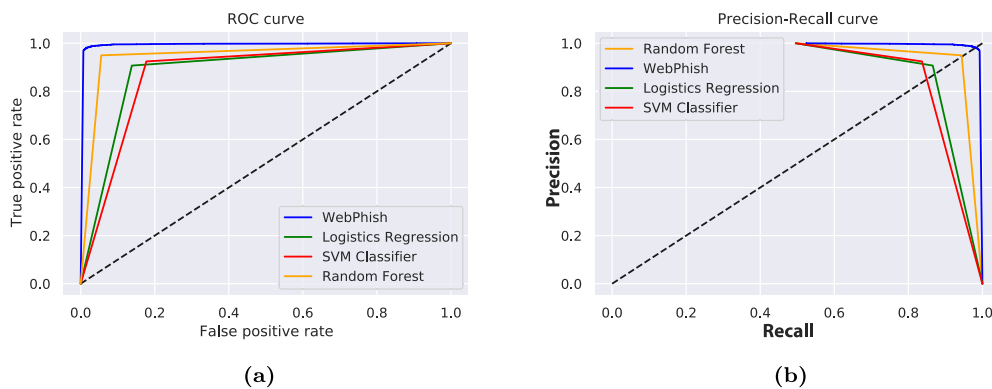 ROC curve
True positive rate
1.0
0.8
0.6
0.4
0.2
0.0
WebPhish
Logistics Regression
SVM Classifier
Random Forest
0.0 0.2 0.4 0.6 0.8 1.0
False positive rate
(a)
Precision-Recall curve
Precision
1.0
0.8
0.6
0.4
0.2
0.0
Random Forest
WebPhish
Logistics Regression
SVM Classifier
0.0 0.2 0.4 0.6 0.8 1.0
Recall
(b)